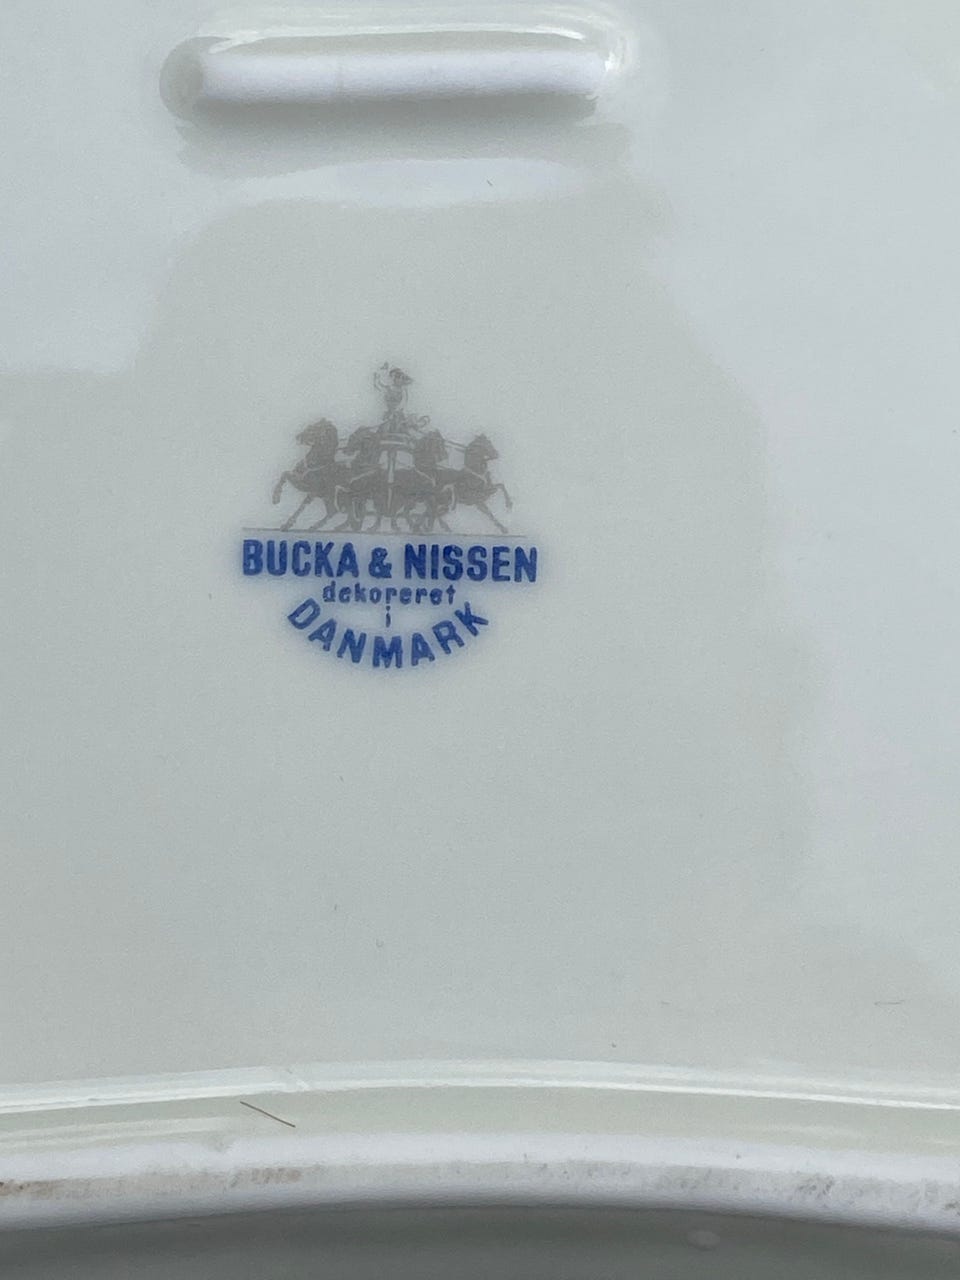 BUCKA & NISSEN
dekoreret
i
DANMARK